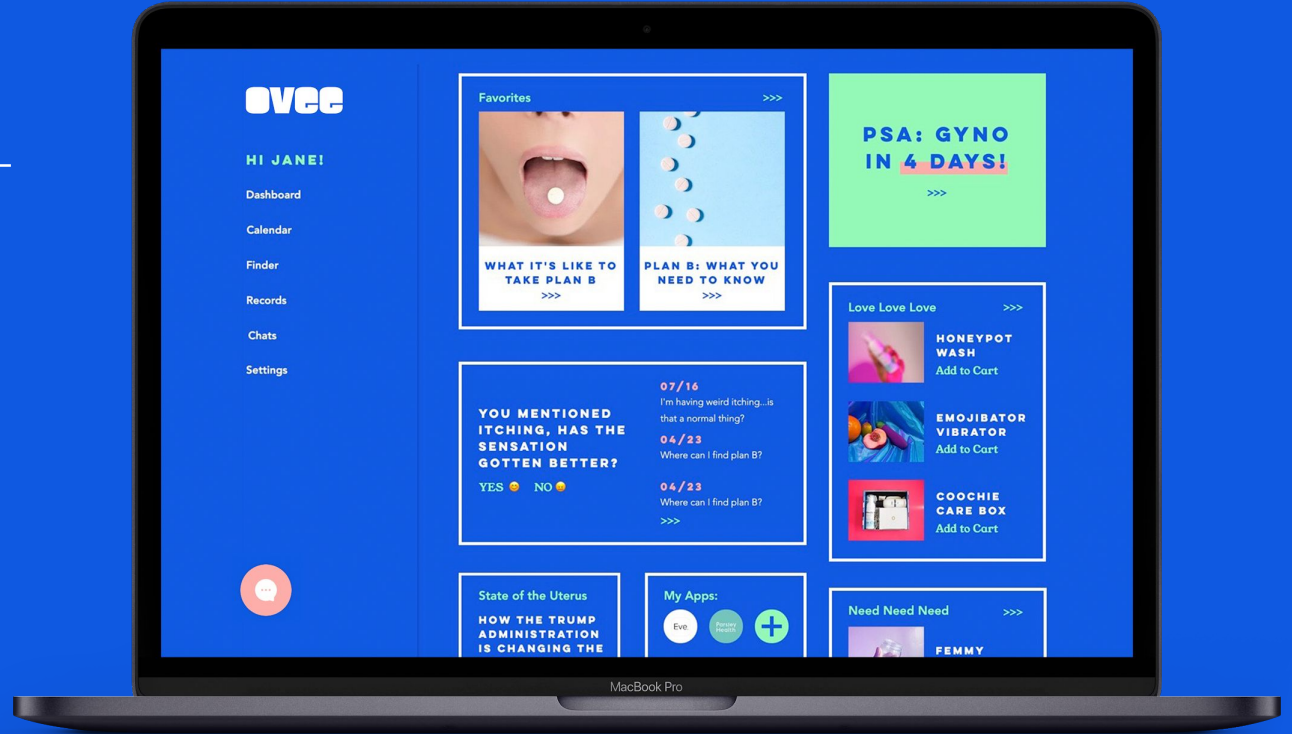 OVEE
HI JANE!
Dashboard
Calendar
Finder
Records
Chats
Settings
Favorites >>>
WHAT IT'S LIKE TO
TAKE PLAN B
>>>
PLAN B: WHAT YOU
NEED TO KNOW
>>>
YOU MENTIONED
ITCHING, HAS THE
SENSATION
GOTTEN BETTER?
YES 😊 NO 😕
07/16
I'm having weird itching...is
that a normal thing?
04/23
Where can I find plan B?
04/23
Where can I find plan B?
>>>
State of the Uterus
HOW THE TRUMP
ADMINISTRATION
IS CHANGING THE
My Apps:
Eve
Parsley
Health
PSA: GYNO
IN 4 DAYS!
>>>
Love Love Love >>>
HONEYPOT
WASH
Add to Cart
EMOJIBATOR
VIBRATOR
Add to Cart
COOCHIE
CARE BOX
Add to Cart
Need Need Need >>>
FEMMY
MacBook Pro